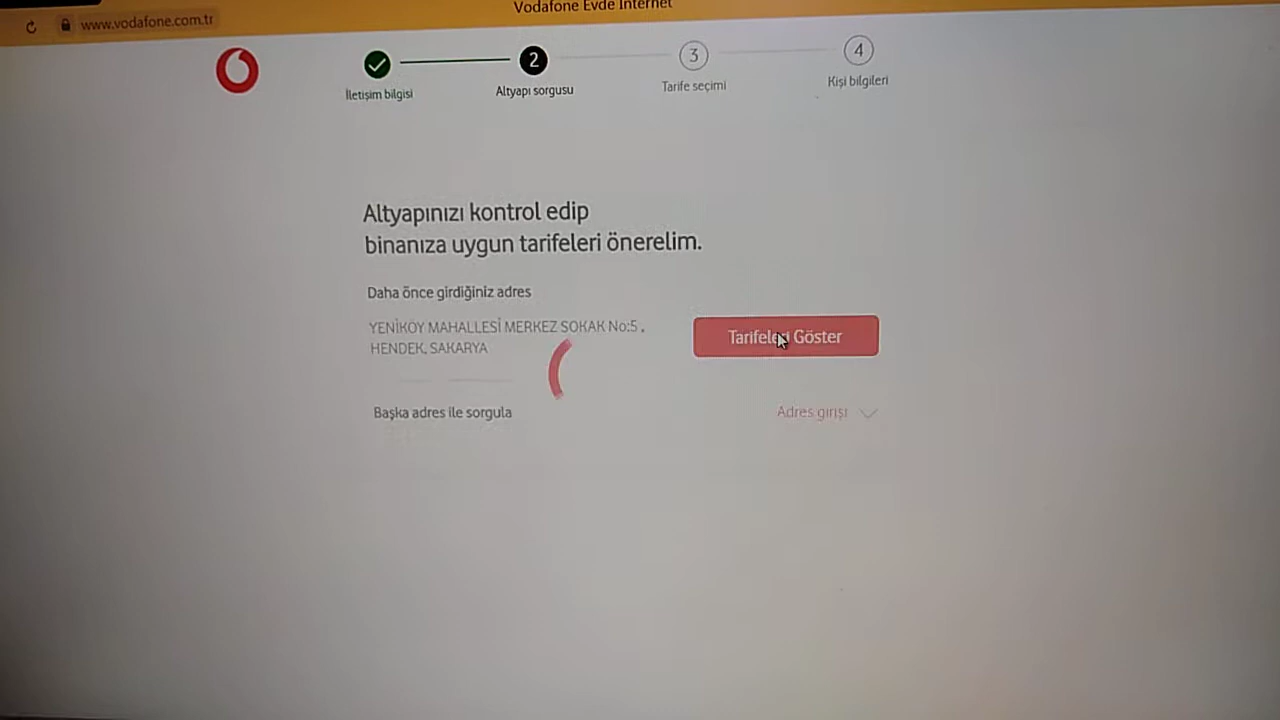 Vodafone Evde İnternet
www.vodafone.com.tr
2
3
4
İletişim bilgisi
Altyapı sorgusu
Tarife seçimi
Kişi bilgileri
Altyapınızı kontrol edip
binanıza uygun tarifeleri önerelim.
Daha önce girdiğiniz adres
YENİKÖY MAHALLESİ MERKEZ SOKAK No:5 ,
HENDEK, SAKARYA
Tarifeleri Göster
Başka adres ile sorgula
Adres girişi